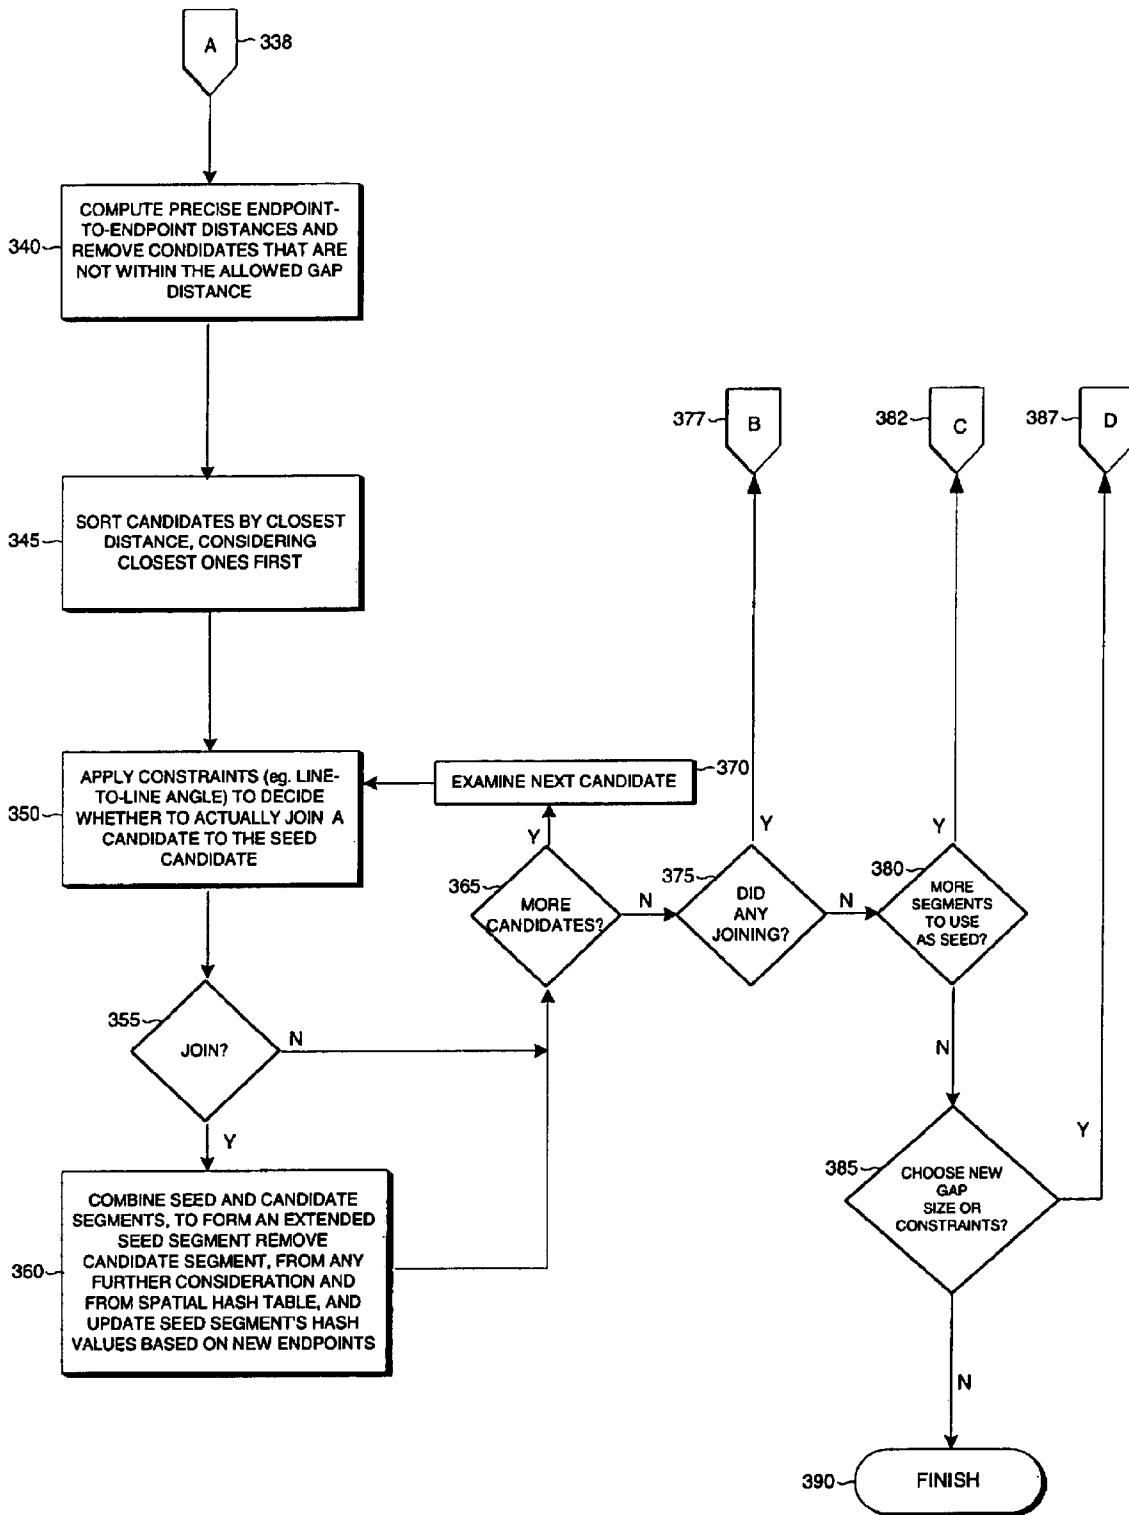 A
338
340
COMPUTE PRECISE ENDPOINT-
TO-ENDPOINT DISTANCES AND
REMOVE CONDIDATES THAT ARE
NOT WITHIN THE ALLOWED GAP
DISTANCE
345
SORT CANDIDATES BY CLOSEST
DISTANCE, CONSIDERING
CLOSEST ONES FIRST
377
B
382
C
387
D
350
APPLY CONSTRAINTS (eg. LINE-
TO-LINE ANGLE) TO DECIDE
WHETHER TO ACTUALLY JOIN A
CANDIDATE TO THE SEED
CANDIDATE
EXAMINE NEXT CANDIDATE
370
Y
365
MORE
CANDIDATES?
N
375
DID
ANY
JOINING?
Y
N
380
MORE
SEGMENTS
TO USE
AS SEED?
Y
N
355
JOIN?
N
Y
360
COMBINE SEED AND CANDIDATE
SEGMENTS, TO FORM AN EXTENDED
SEED SEGMENT REMOVE
CANDIDATE SEGMENT, FROM ANY
FURTHER CONSIDERATION AND
FROM SPATIAL HASH TABLE, AND
UPDATE SEED SEGMENT'S HASH
VALUES BASED ON NEW ENDPOINTS
385
CHOOSE NEW
GAP
SIZE OR
CONSTRAINTS?
Y
N
390
FINISH